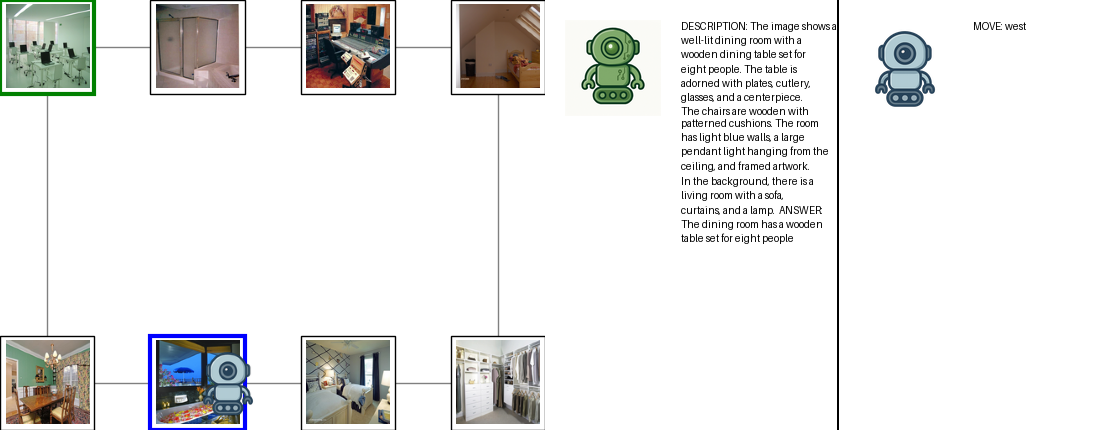 DESCRIPTION: The image shows a
well-lit dining room with a
wooden dining table set for
eight people. The table is
adorned with plates, cutlery,
glasses, and a centerpiece.
The chairs are wooden with
patterned cushions. The room
has light blue walls, a large
pendant light hanging from the
ceiling, and framed artwork.
In the background, there is a
living room with a sofa,
curtains, and a lamp. ANSWER:
The dining room has a wooden
table set for eight people
MOVE: west